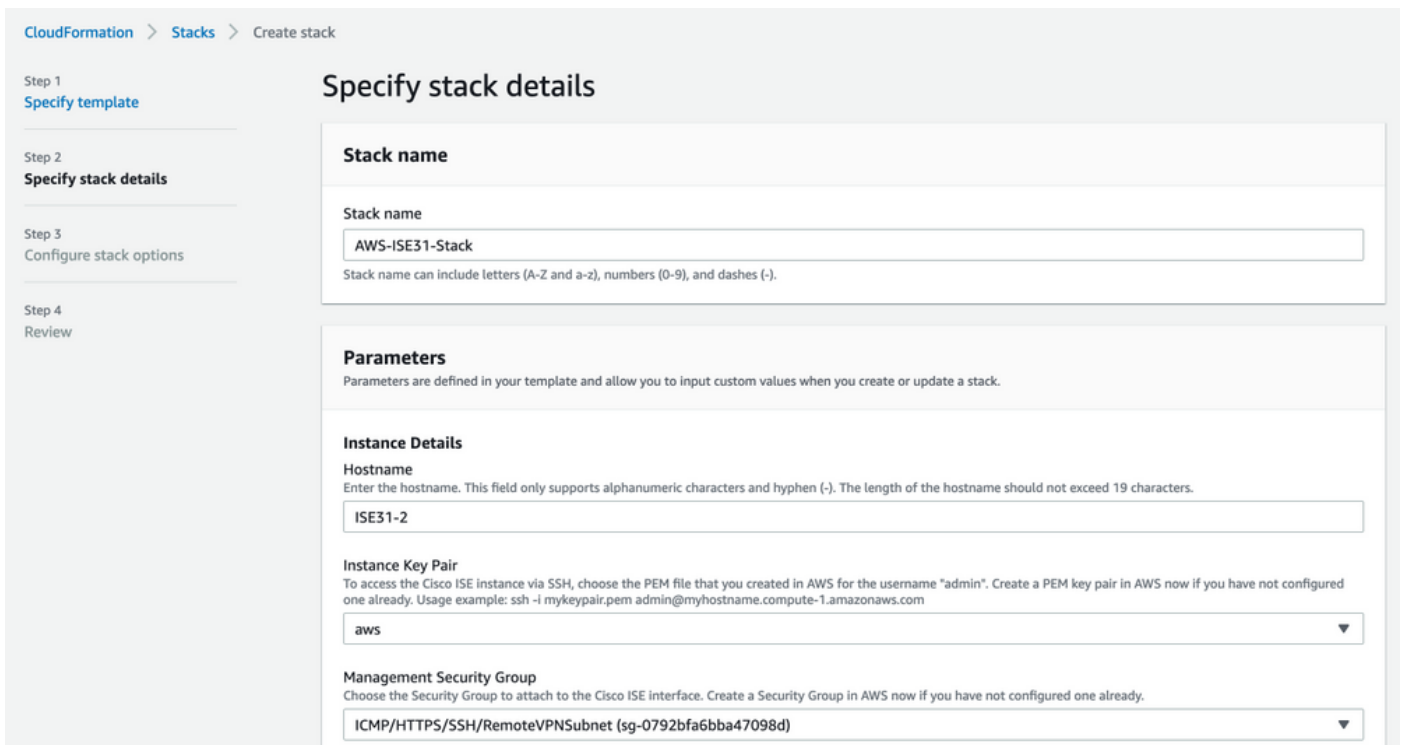 CloudFormation > Stacks > Create stack
Step 1
Specify template
Step 2
Specify stack details
Step 3
Configure stack options
Step 4
Review
Specify stack details
Stack name
Stack name
AWS-ISE31-Stack
Stack name can include letters (A-Z and a-z), numbers (0-9), and dashes (-).
Parameters
Parameters are defined in your template and allow you to input custom values when you create or update a stack.
Instance Details
Hostname
Enter the hostname. This field only supports alphanumeric characters and hyphen (-). The length of the hostname should not exceed 19 characters.
ISE31-2
Instance Key Pair
To access the Cisco ISE instance via SSH, choose the PEM file that you created in AWS for the username "admin". Create a PEM key pair in AWS now if you have not configured
one already. Usage example: ssh -i mykeypair.pem admin@myhostname.compute-1.amazonaws.com
aws
Management Security Group
Choose the Security Group to attach to the Cisco ISE interface. Create a Security Group in AWS now if you have not configured one already.
ICMP/HTTPS/SSH/RemoteVPNSubnet (sg-0792bfa6bba47098d)